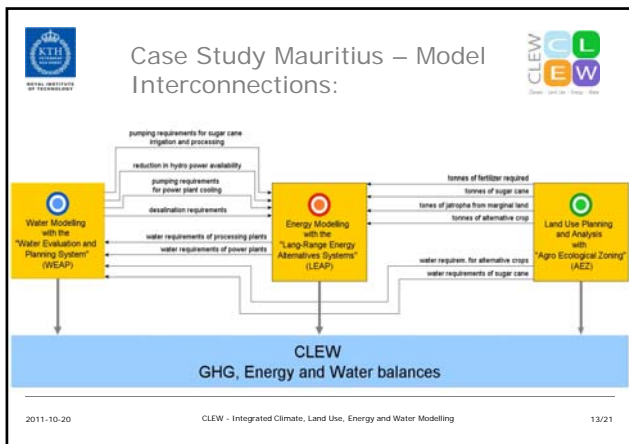 KTH
ROYAL INSTITUTE
OF TECHNOLOGY
Case Study Mauritius – Model
Interconnections:
CLEW
C L
E W
Climate - Land Use - Energy - Water
pumping requirements for sugar cane
irrigation and processing
reduction in hydro power availability
pumping requirements
for power plant cooling
desalination requirements
water requirements of processing plants
water requirements of power plants
tonnes of fertilizer required
tonnes of sugar cane
tones of jatropha from marginal land
tonnes of alternative crop
water requirem. for alternative crops
water requirements of sugar cane
Water Modelling
with the
"Water Evaluation and
Planning System"
(WEAP)
Energy Modelling
with the
"Lang-Range Energy
Alternatives Systems"
(LEAP)
Land Use Planning
and Analysis
with
"Agro Ecological Zoning"
(AEZ)
CLEW
GHG, Energy and Water balances
2011-10-20
CLEW - Integrated Climate, Land Use, Energy and Water Modelling
13/21